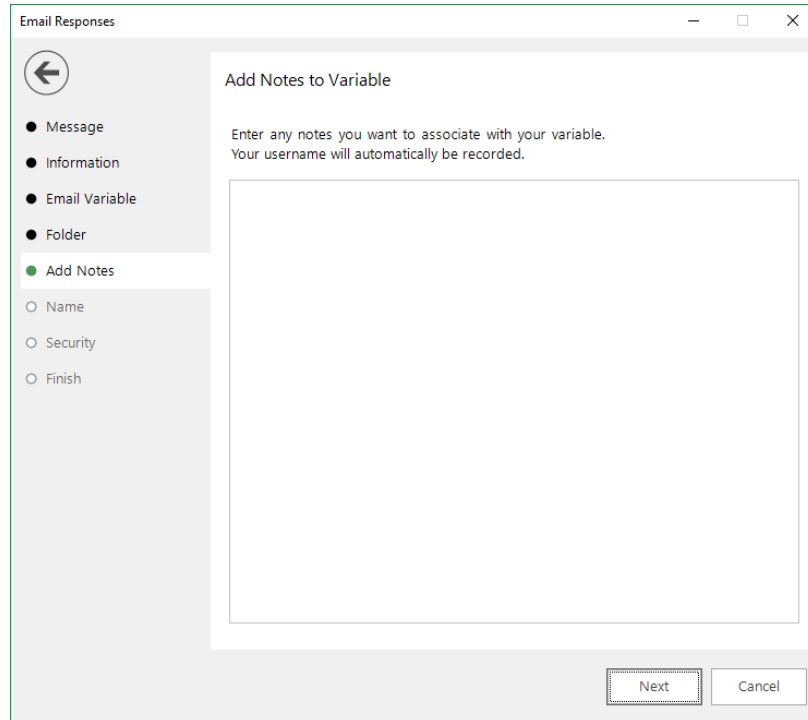 Email Responses
Add Notes to Variable
Message
Information
Email Variable
Folder
Add Notes
Name
Security
Finish
Enter any notes you want to associate with your variable.
Your username will automatically be recorded.
Next
Cancel